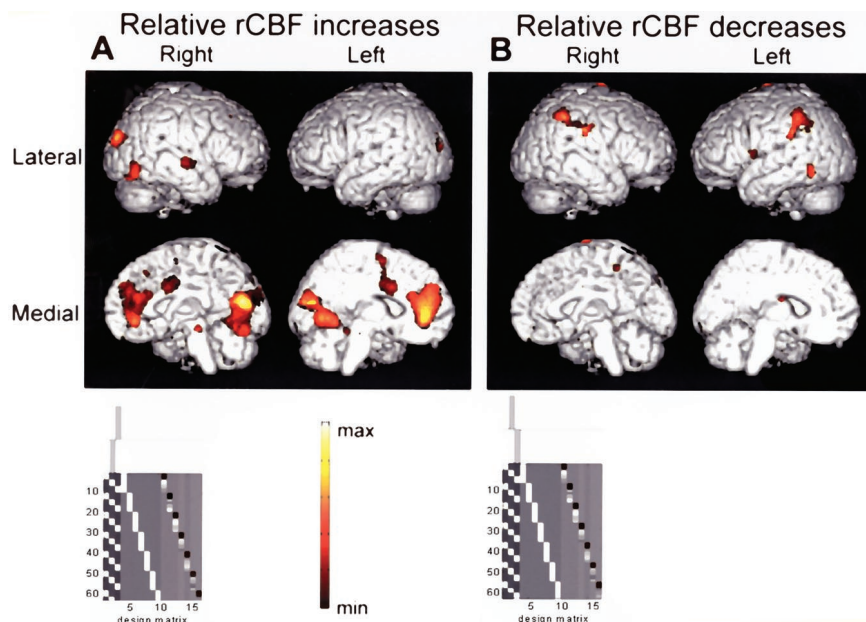 Relative rCBF increases
Relative rCBF decreases
A
Right
Left
B
Right
Left
Lateral
Medial
max
min
10
20
30
40
50
60
5
10
15
design matrix
10
20
30
40
50
60
5
10
15
design matrix